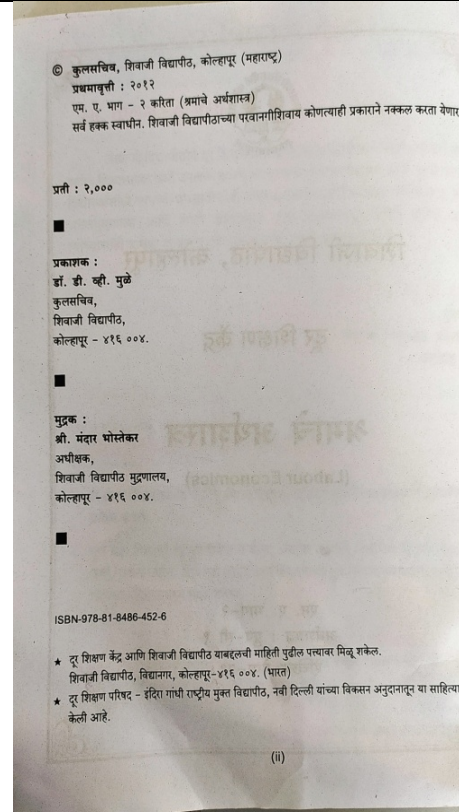 © कुलसचिव, शिवाजी विद्यापीठ, कोल्हापूर (महाराष्ट्र)
प्रथमावृत्ती : २०१२
एम. ए. भाग - २ करिता (श्रमाचे अर्थशास्त्र)
सर्व हक्क स्वाधीन. शिवाजी विद्यापीठाच्या परवानगीशिवाय कोणत्याही प्रकाराने नक्कल करता येणार
प्रती : २,०००
प्रकाशक :
डॉ. डी. व्ही. मुळे
कुलसचिव,
शिवाजी विद्यापीठ,
कोल्हापूर - ४१६ ००४.
मुद्रक :
श्री. मंदार भोस्तेकर
अधीक्षक,
शिवाजी विद्यापीठ मुद्रणालय,
कोल्हापूर - ४१६ ००४.
ISBN-978-81-8486-452-6
★ दूर शिक्षण केंद्र आणि शिवाजी विद्यापीठ याबद्दलची माहिती पुढील पत्त्यावर मिळू शकेल.
शिवाजी विद्यापीठ, विद्यानगर, कोल्हापूर-४१६ ००४. (भारत)
★ दूर शिक्षण परिषद - इंदिरा गांधी राष्ट्रीय मुक्त विद्यापीठ, नवी दिल्ली यांच्या विकसन अनुदानातून या साहित्या
केली आहे.
(ii)